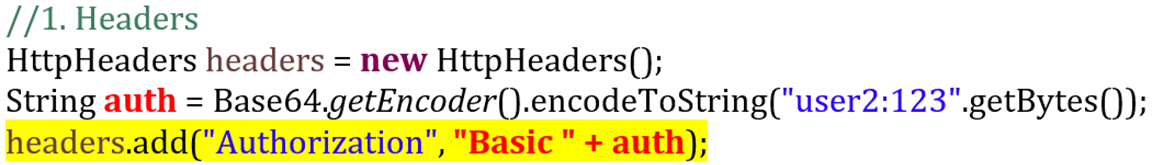 //1. Headers
HttpHeaders headers = new HttpHeaders();
String auth = Base64.getEncoder().encodeToString("user2:123".getBytes());
headers.add("Authorization", "Basic " + auth);